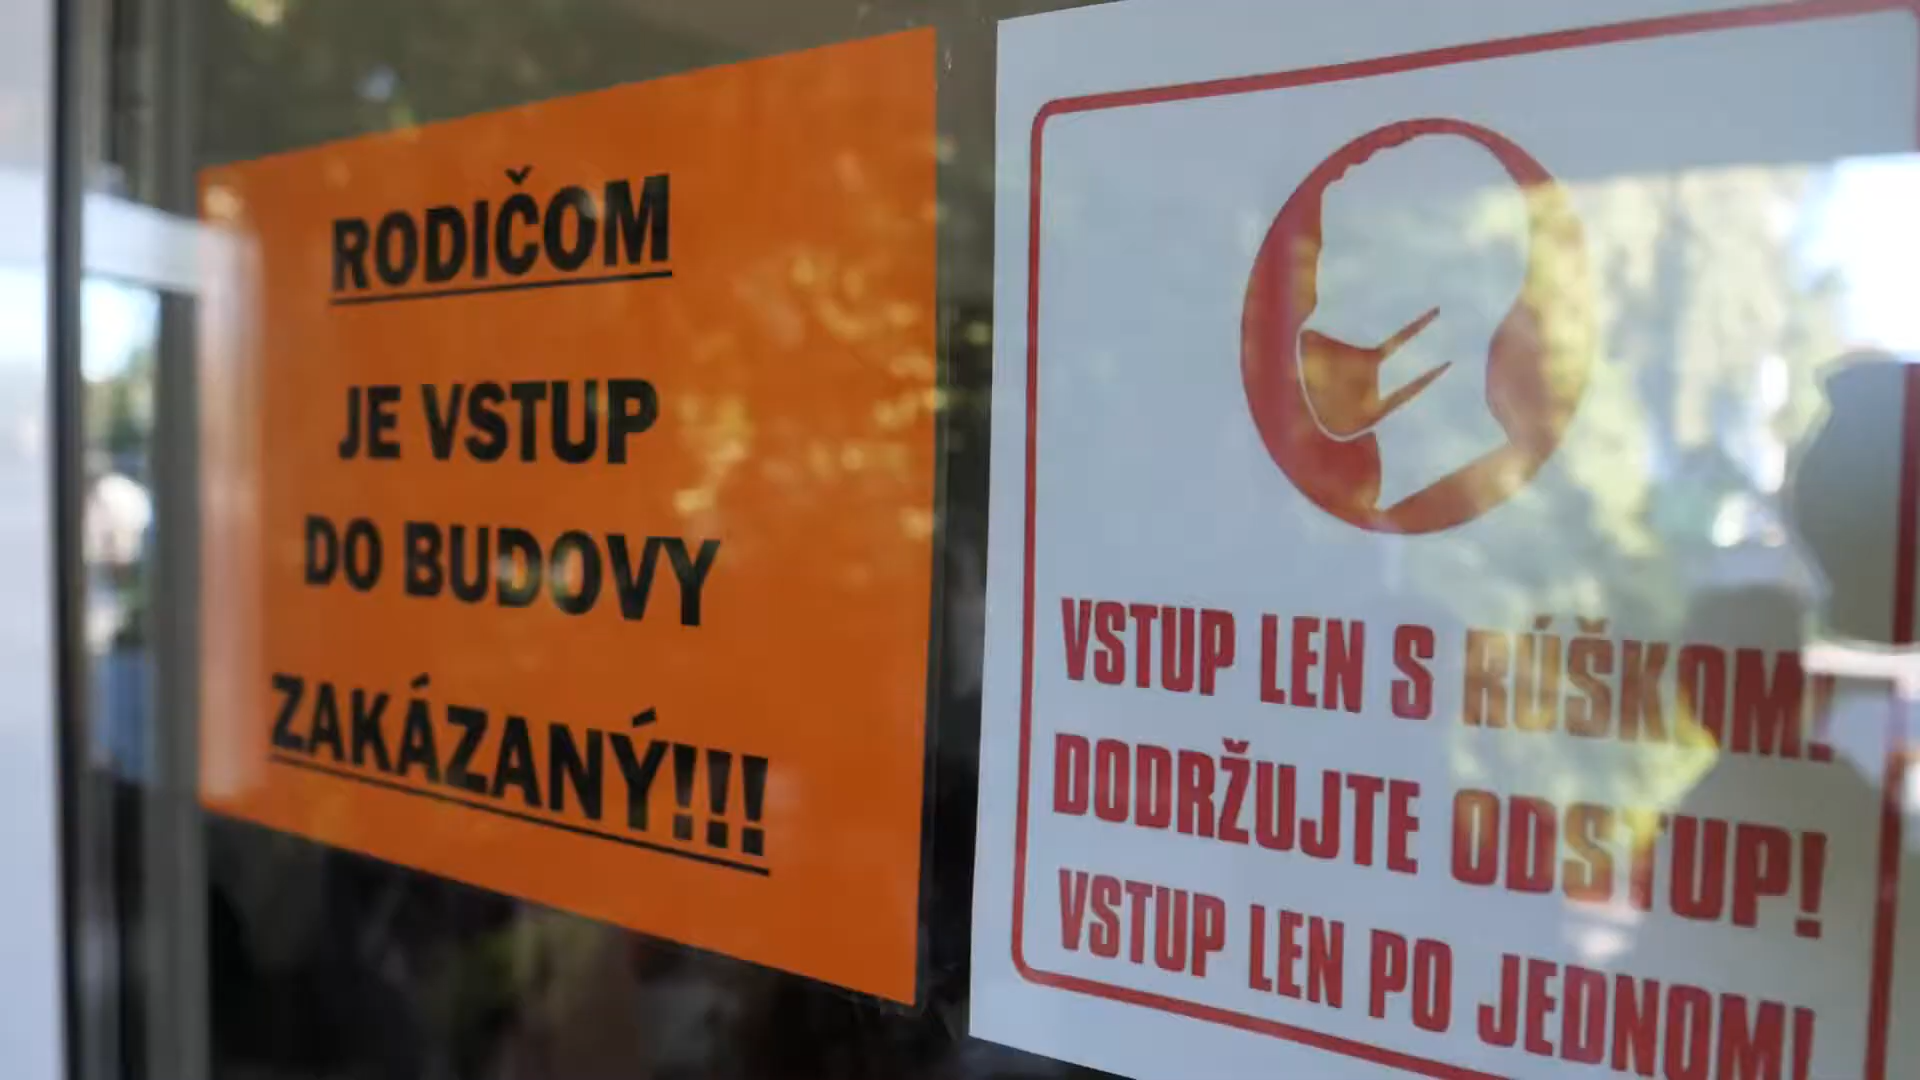 RODIČOM
JE VSTUP
DO BUDOVY
ZAKÁZANÝ!!!
VSTUP LEN S RÚŠKOM!
DODRŽUJTE ODSTUP!
VSTUP LEN PO JEDNOM!